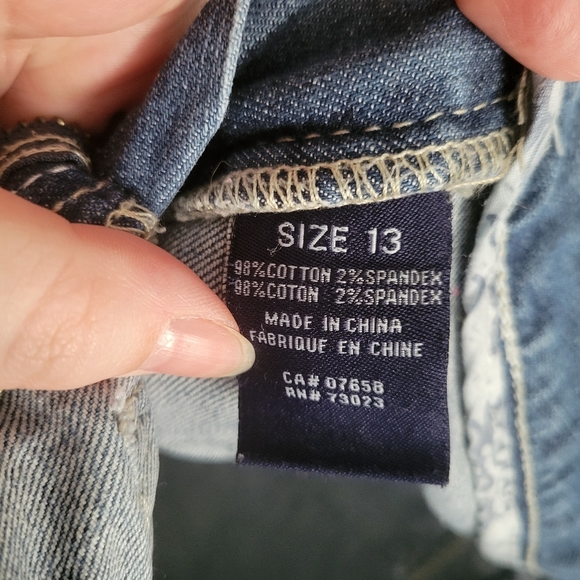 SIZE 13
98%COTTON 2%SPANDEX
98%COTON 2%SPANDEX
MADE IN CHINA
FABRIQUE EN CHINE
CA# 07658
RN# 73023